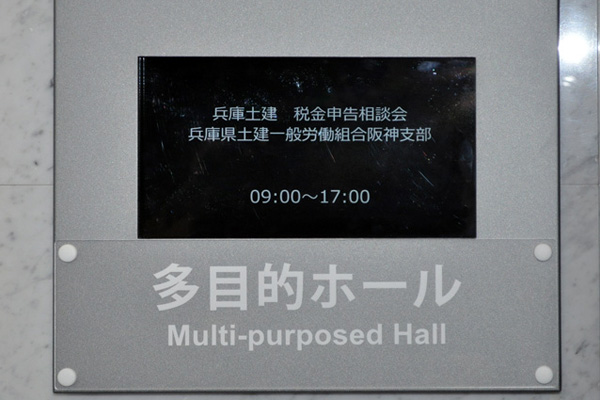 兵庫土建　税金申告相談会
兵庫県土建一般労働組合阪神支部
09:00～17:00
多目的ホール
Multi-purposed Hall